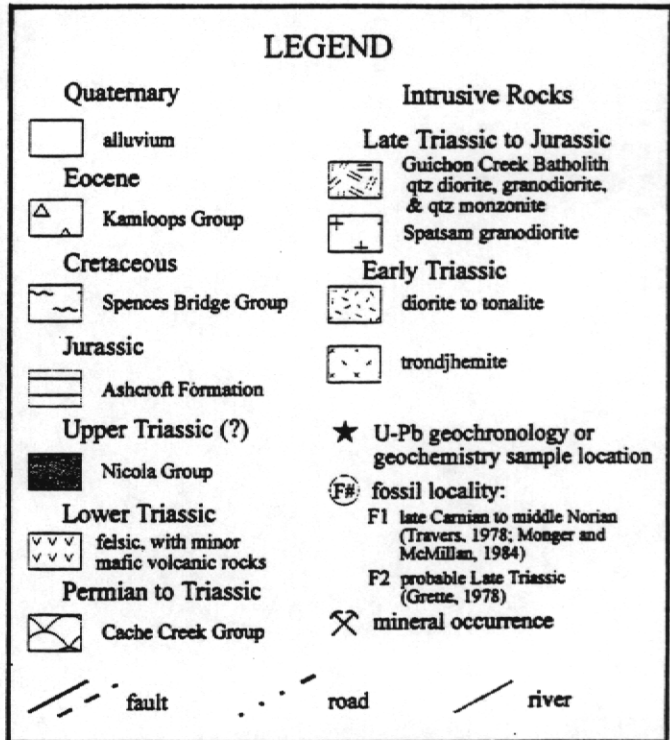 LEGEND
Quaternary
alluvium
Eocene
Kamloops Group
Cretaceous
Spences Bridge Group
Jurassic
Ashcroft Formation
Upper Triassic (?)
Nicola Group
Lower Triassic
felsic, with minor
mafic volcanic rocks
Permian to Triassic
Cache Creek Group
Intrusive Rocks
Late Triassic to Jurassic
Guichon Creek Batholith
qtz diorite, granodiorite,
& qtz monzonite
Spatsam granodiorite
Early Triassic
diorite to tonalite
trondjhemite
U-Pb geochronology or
geochemistry sample location
F# fossil locality:
F1 late Carnian to middle Norian
(Travers, 1978; Monger and
McMillan, 1984)
F2 probable Late Triassic
(Grette, 1978)
mineral occurrence
fault
road
river